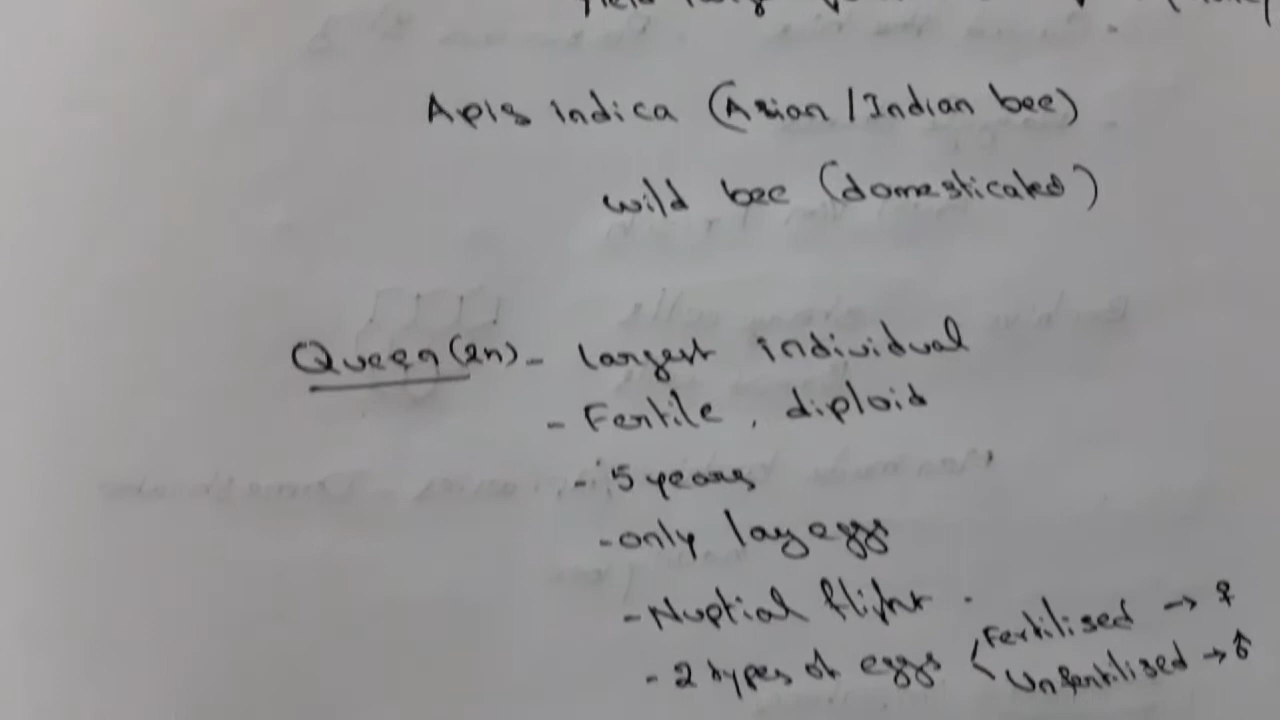 Apis indica (Asian / Indian bee)
wild bee (domesticated)
Queen (2n) - largest individual
- Fertile, diploid
- 5 years
- only lay eggs
- Nuptial flight
- 2 types of eggs < Fertilised → ♀
Unfertilised → ♂